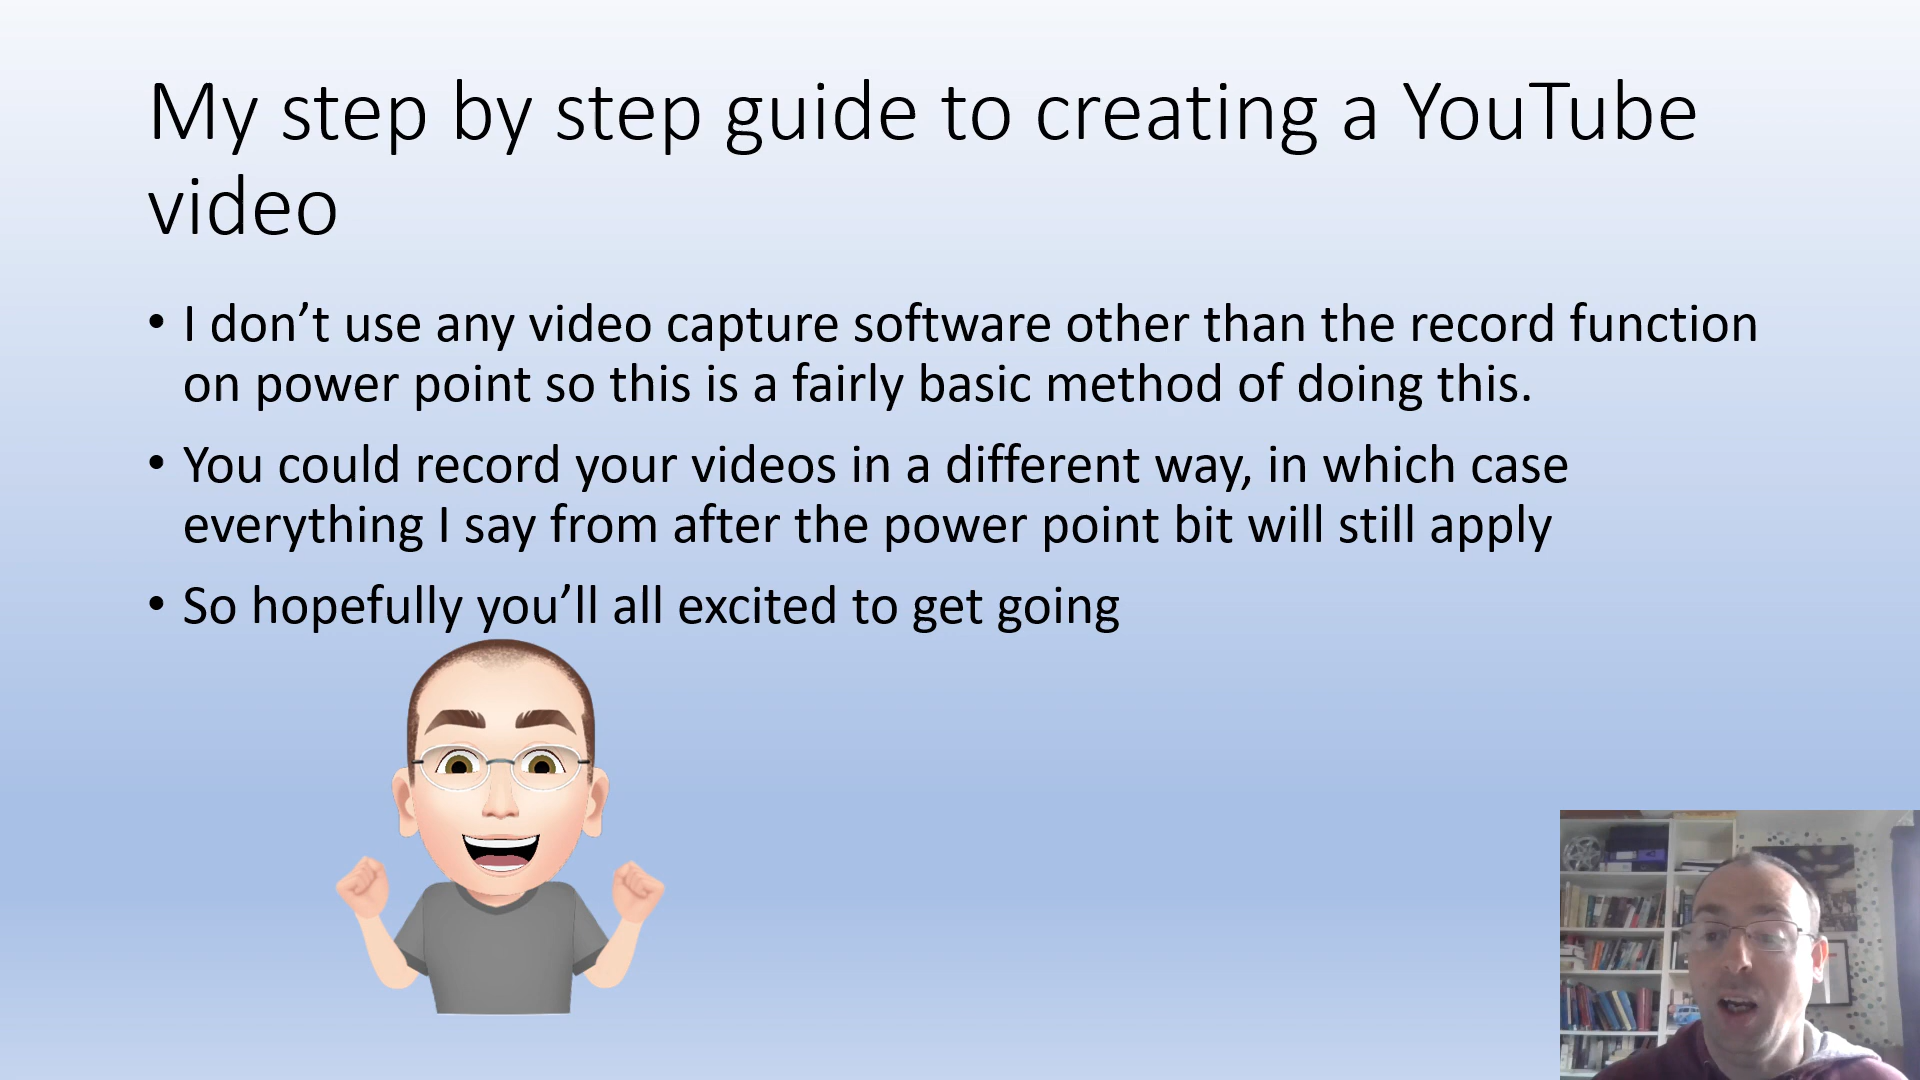 My step by step guide to creating a YouTube
video
• I don’t use any video capture software other than the record function
on power point so this is a fairly basic method of doing this.
• You could record your videos in a different way, in which case
everything I say from after the power point bit will still apply
• So hopefully you’ll all excited to get going